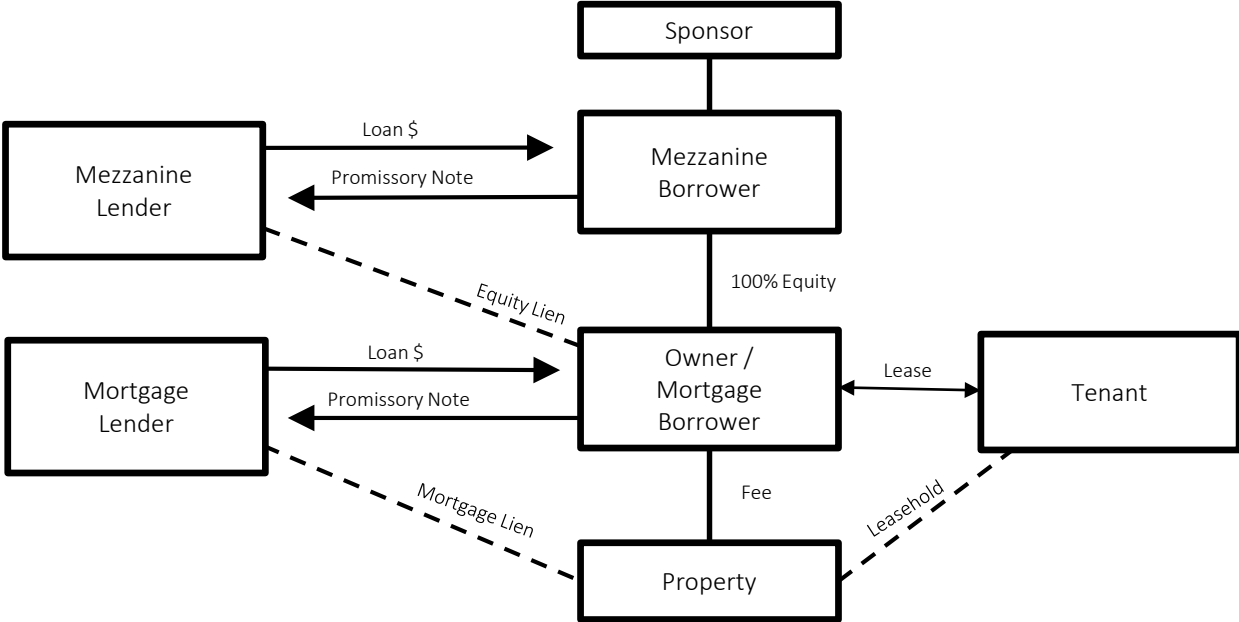 Sponsor
Loan $
Mezzanine
Lender
Promissory Note
Mezzanine
Borrower
100% Equity
Equity Lien
Mortgage
Lender
Loan $
Promissory Note
Owner /
Mortgage
Borrower
Lease
Tenant
Mortgage Lien
Fee
Leasehold
Property